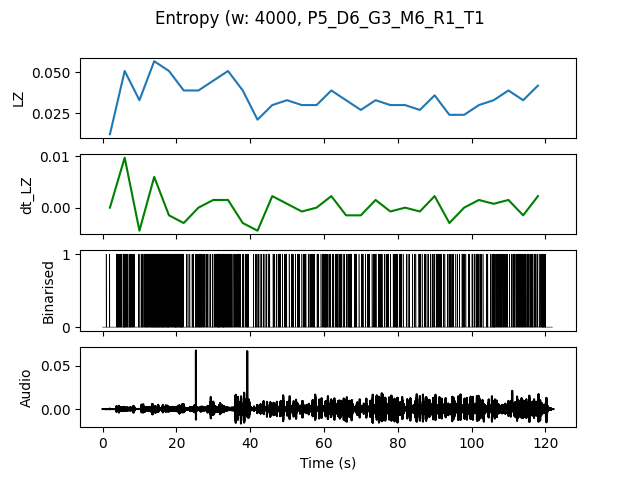 Entropy (w: 4000, P5_D6_G3_M6_R1_T1
0.050
0.025
LZ
0.01
0.00
dt_LZ
1
0
Binarised
0.05
0.00
Audio
0 20 40 60 80 100 120
Time (s)